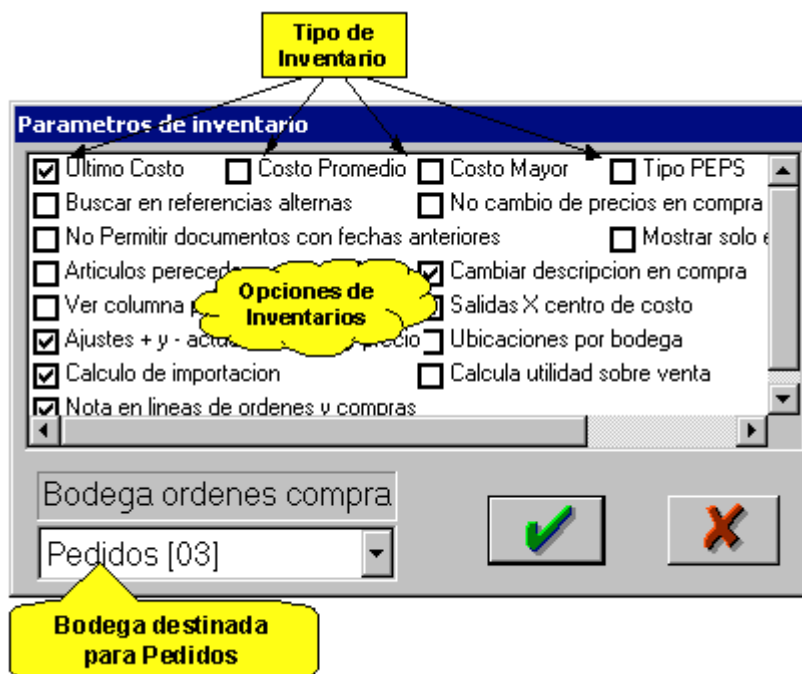 Tipo de
Inventario
Parametros de inventario
Ultimo Costo Costo Promedio Costo Mayor Tipo PEPS
Buscar en referencias alternas No cambio de precios en compra
No Permitir documentos con fechas anteriores Mostrar solo
Articulos Cambiar descripcion en compra
Ver columna Salidas X centro de costo
Ajustes + y - precio Ubicaciones por bodega
Calculo de importacion Calcula utilidad sobre venta
Nota en lineas de ordenes y compras
Opciones de
Inventarios
Bodega ordenes compra
Pedidos [03]
Bodega destinada
para Pedidos